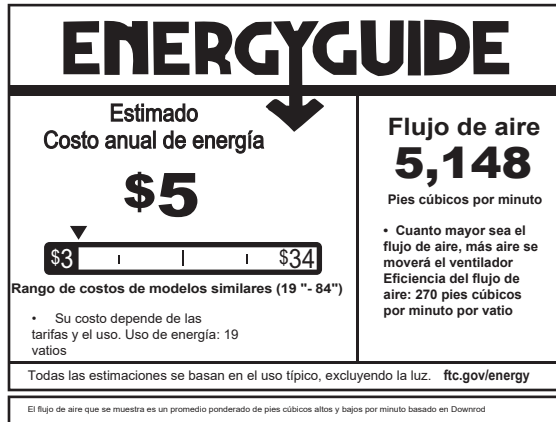 ENERGYGUIDE
Estimado
Costo anual de energía
$5
$3 $34
Rango de costos de modelos similares (19 "- 84")
• Su costo depende de las
tarifas y el uso. Uso de energía: 19
vatios
Flujo de aire
5,148
Pies cúbicos por minuto
• Cuanto mayor sea el
flujo de aire, más aire se
moverá el ventilador
Eficiencia del flujo de
aire: 270 pies cúbicos
por minuto por vatio
Todas las estimaciones se basan en el uso típico, excluyendo la luz. ftc.gov/energy
El flujo de aire que se muestra es un promedio ponderado de pies cúbicos altos y bajos por minuto basado en Downrod